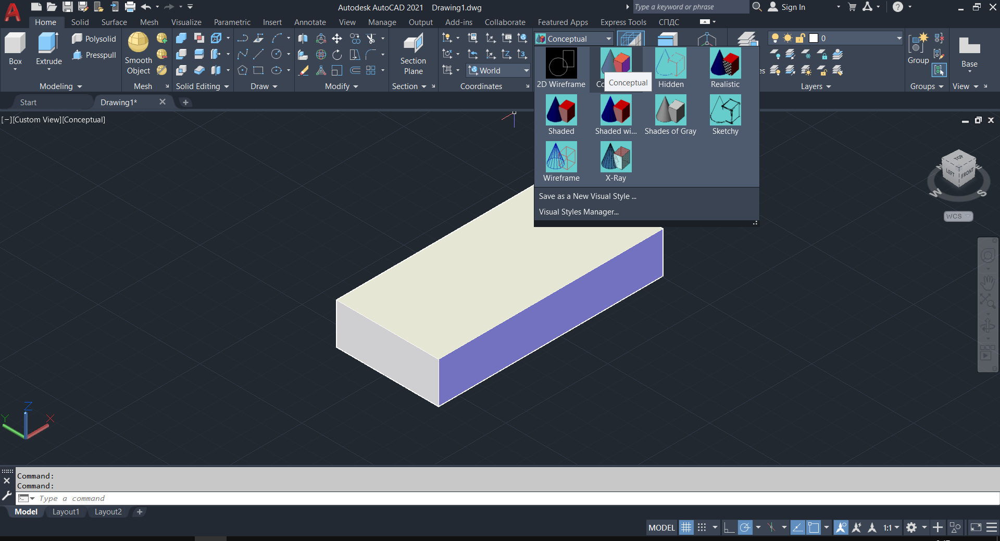 Autodesk AutoCAD 2021 Drawing1.dwg
Type a keyword or phrase
Sign In
Home Solid Surface Mesh Visualize Parametric Insert Annotate View Manage Output Add-ins Collaborate Featured Apps Express Tools СПДС
Box
Extrude
Polysolid
Presspull
Modeling
Smooth
Object
Mesh
Solid Editing
Draw
Modify
Section
Plane
Section
World
Coordinates
Conceptual
0
Layers
Group
Groups
Base
View
2D Wireframe
Conceptual
Hidden
Realistic
Shaded
Shaded wi...
Shades of Gray
Sketchy
Wireframe
X-Ray
Save as a New Visual Style ...
Visual Styles Manager...
Start
Drawing1*
[−][Custom View][Conceptual]
TOP
LEFT
FRONT
W
S
WCS
Z
Y
X
Command:
Command:
Type a command
Model Layout1 Layout2
MODEL
1:1